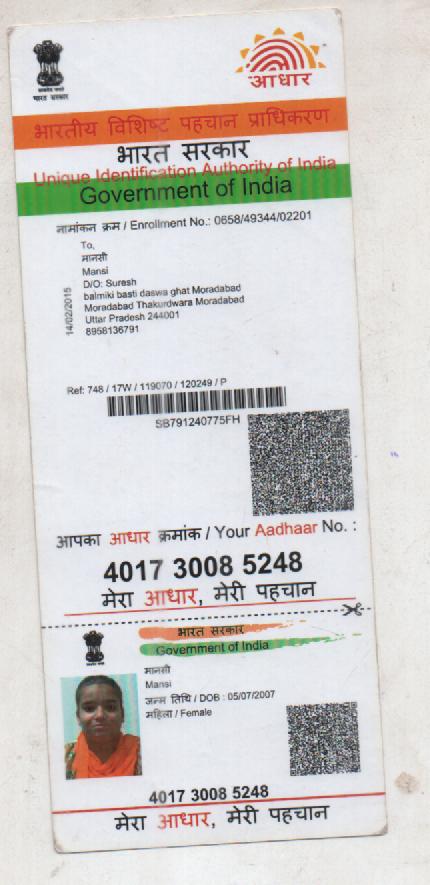 भारत सरकार
आधार
भारतीय विशिष्ट पहचान प्राधिकरण
भारत सरकार
Unique Identification Authority of India
Government of India
नामांकन क्रम / Enrollment No.: 0658/49344/02201
To,
मानसी
Mansi
D/O: Suresh
balmiki basti daswa ghat Moradabad
Moradabad Thakurdwara Moradabad
Uttar Pradesh 244001
8958136791
14/02/2015
Ref: 748 / 17W / 119070 / 120249 / P
SB791240775FH
आपका आधार क्रमांक / Your Aadhaar No. :
4017 3008 5248
मेरा आधार, मेरी पहचान
भारत सरकार
Government of India
मानसी
Mansi
जन्म तिथि / DOB : 05/07/2007
महिला / Female
4017 3008 5248
मेरा आधार, मेरी पहचान